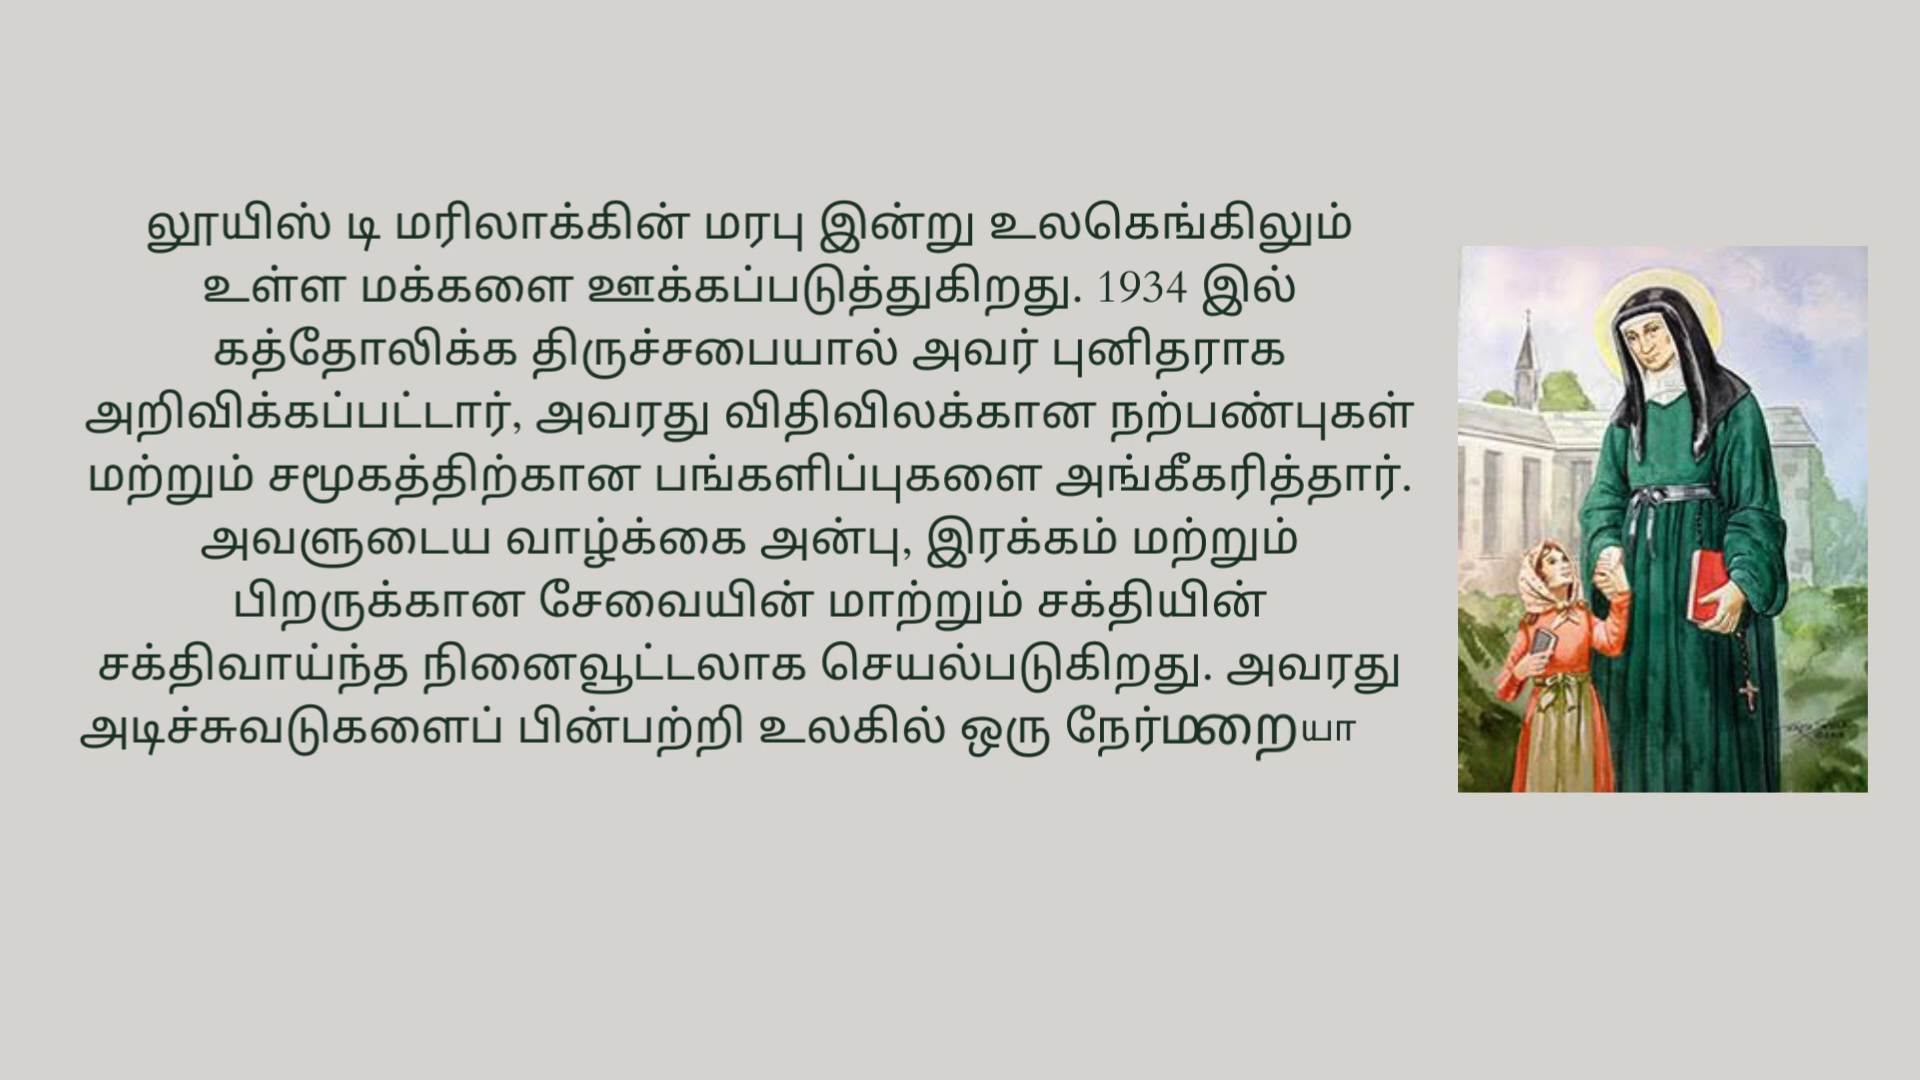 லூயிஸ் டி மரிலாக்கின் மரபு இன்று உலகெங்கிலும்
உள்ள மக்களை ஊக்கப்படுத்துகிறது. 1934 இல்
கத்தோலிக்க திருச்சபையால் அவர் புனிதராக
அறிவிக்கப்பட்டார், அவரது விதிவிலக்கான நற்பண்புகள்
மற்றும் சமூகத்திற்கான பங்களிப்புகளை அங்கீகரித்தார்.
அவளுடைய வாழ்க்கை அன்பு, இரக்கம் மற்றும்
பிறருக்கான சேவையின் மாற்றும் சக்தியின்
சக்திவாய்ந்த நினைவூட்டலாக செயல்படுகிறது. அவரது
அடிச்சுவடுகளைப் பின்பற்றி உலகில் ஒரு நேர்மறையா